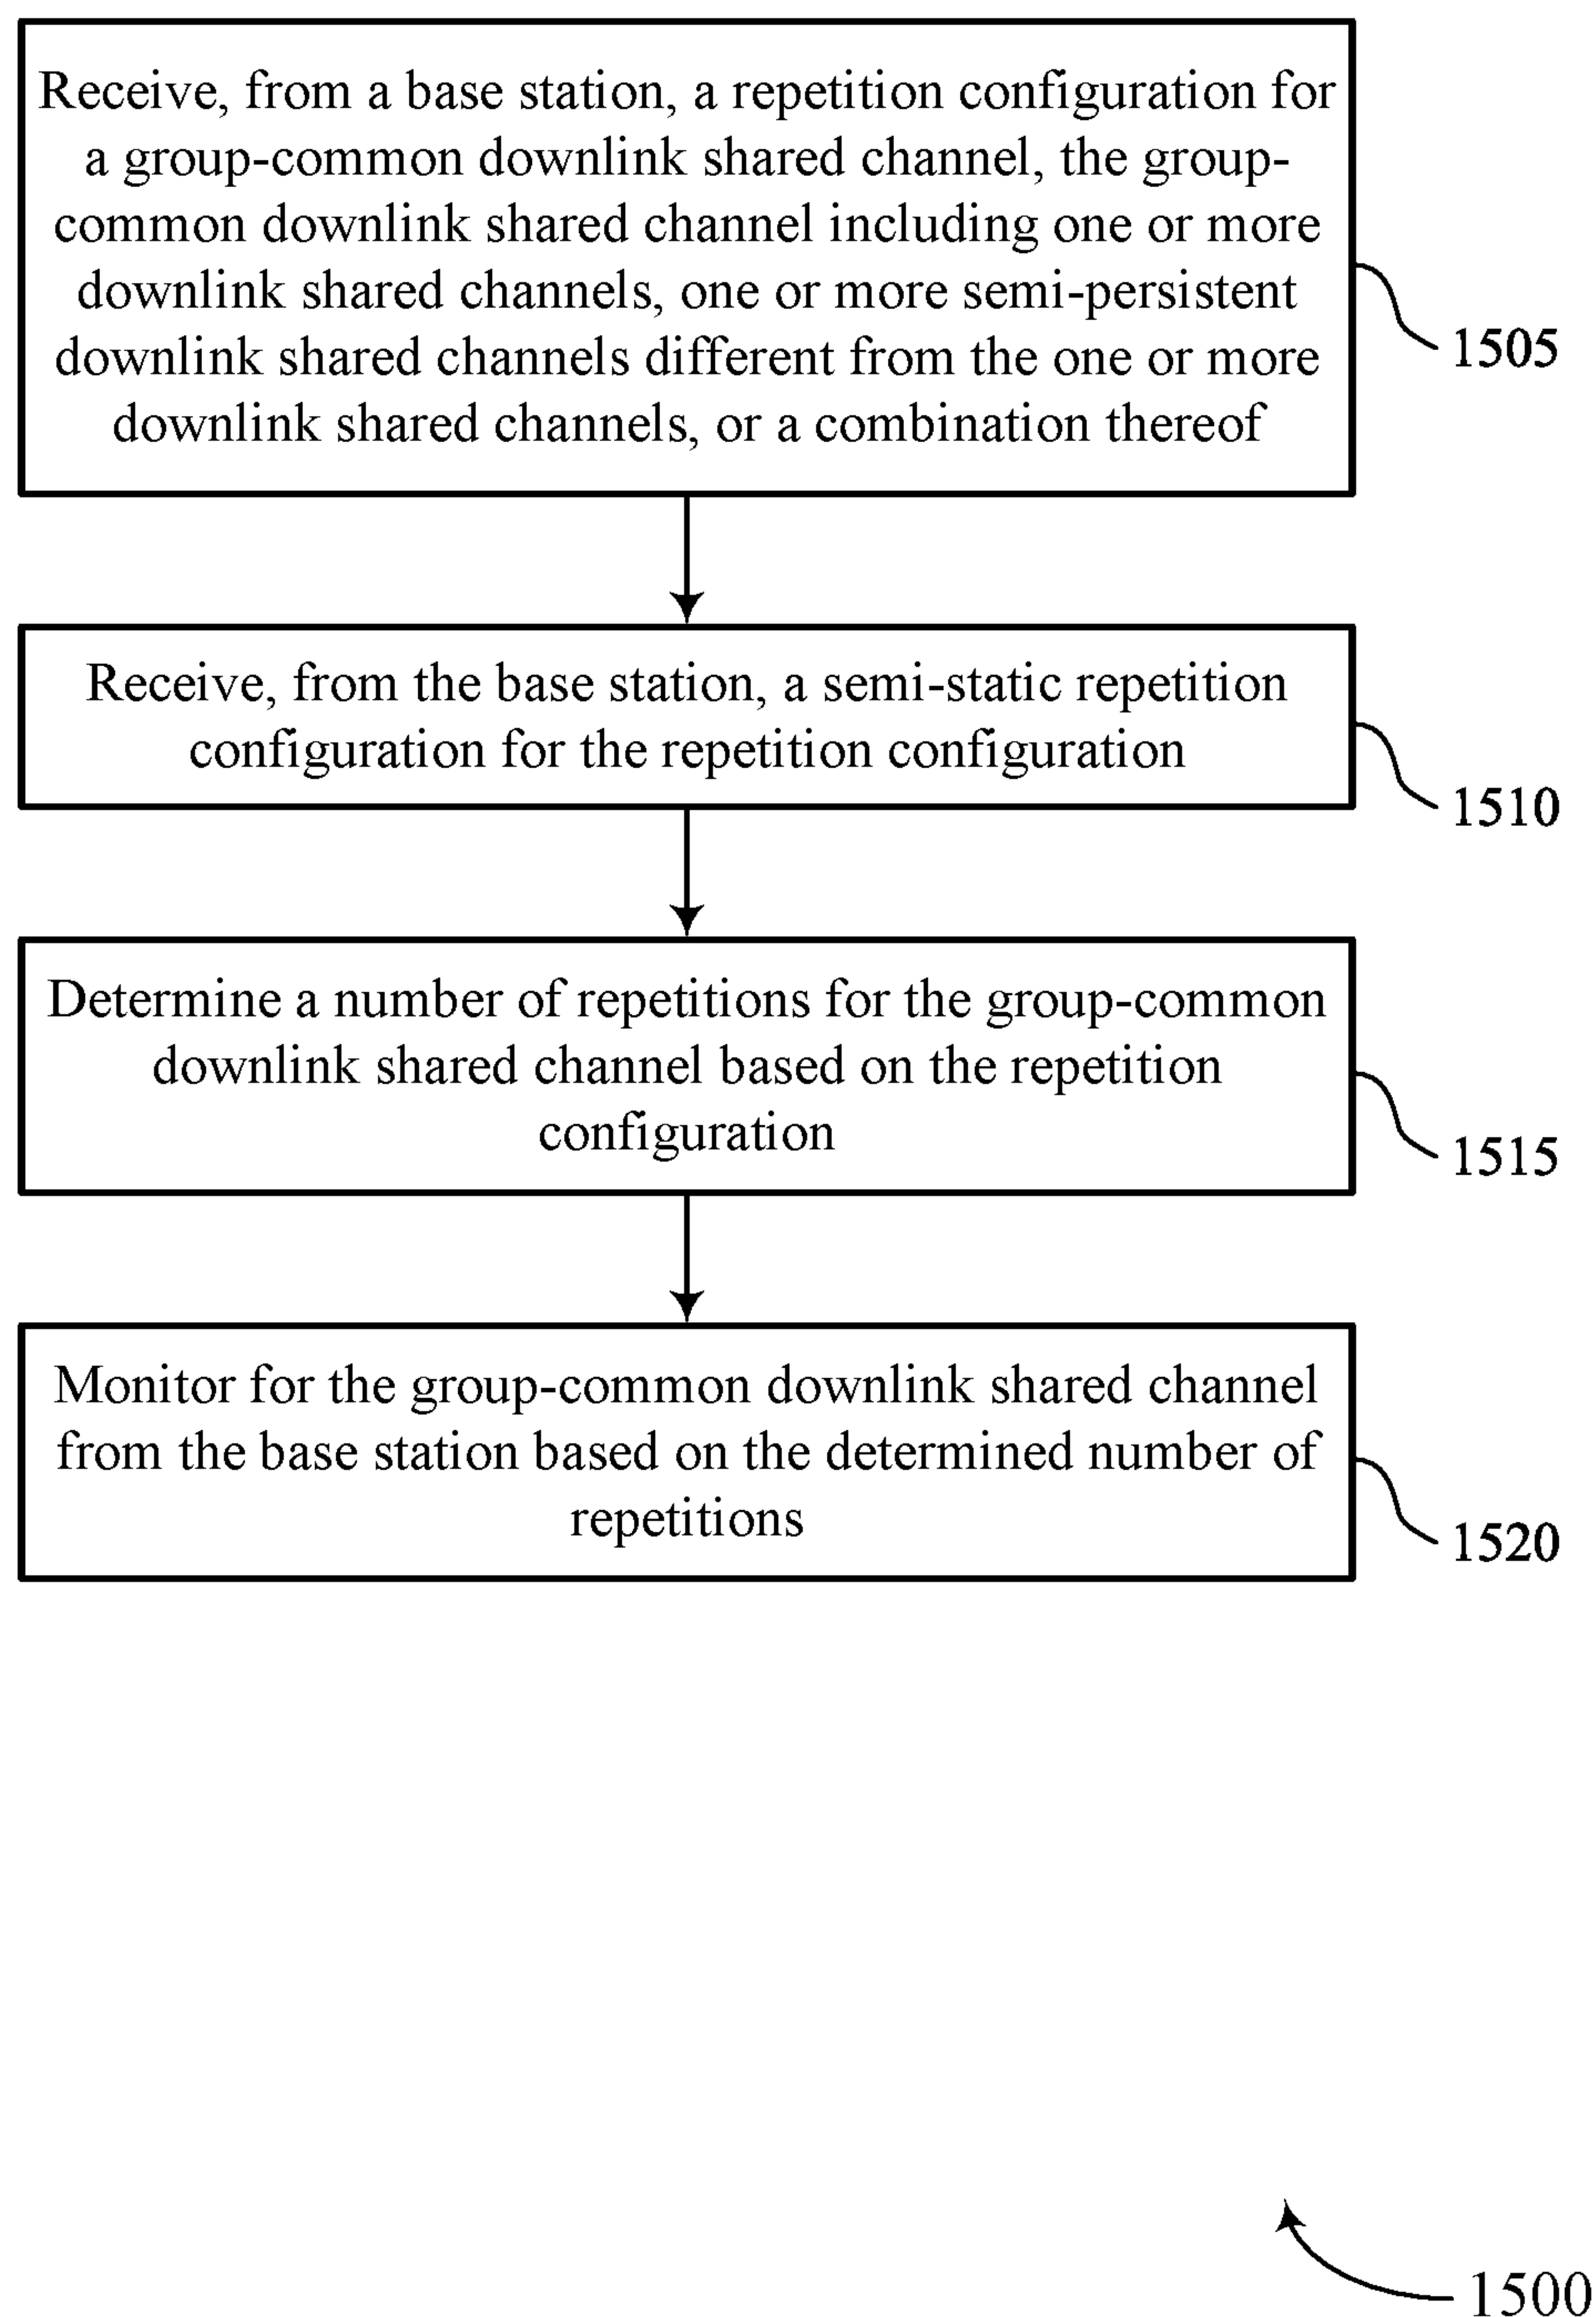 Receive, from a base station, a repetition configuration for
a group-common downlink shared channel, the group-
common downlink shared channel including one or more
downlink shared channels, one or more semi-persistent
downlink shared channels different from the one or more
downlink shared channels, or a combination thereof
1505
Receive, from the base station, a semi-static repetition
configuration for the repetition configuration
1510
Determine a number of repetitions for the group-common
downlink shared channel based on the repetition
configuration
1515
Monitor for the group-common downlink shared channel
from the base station based on the determined number of
repetitions
1520
1500